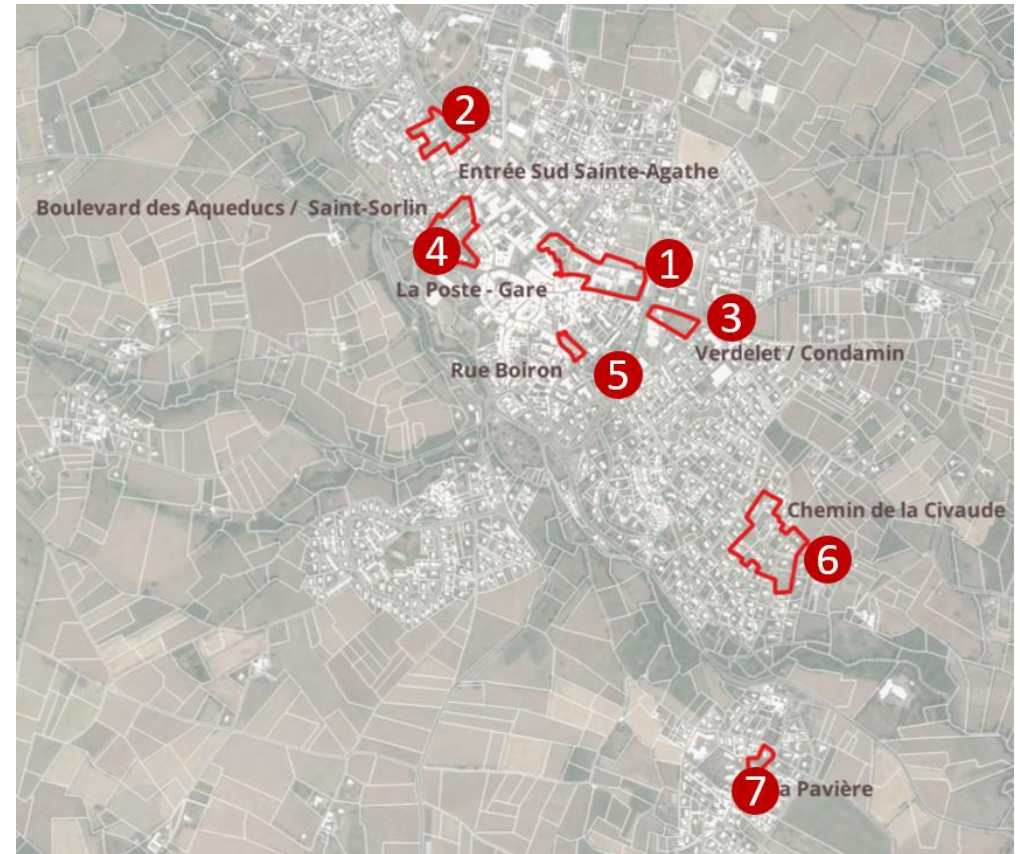 2
Entrée Sud Sainte-Agathe
Boulevard des Aqueducs / Saint-Sorlin
4
1
La Poste - Gare
3
Verdelet / Condamin
Rue Boiron
5
Chemin de la Civaude
6
7
a Pavière